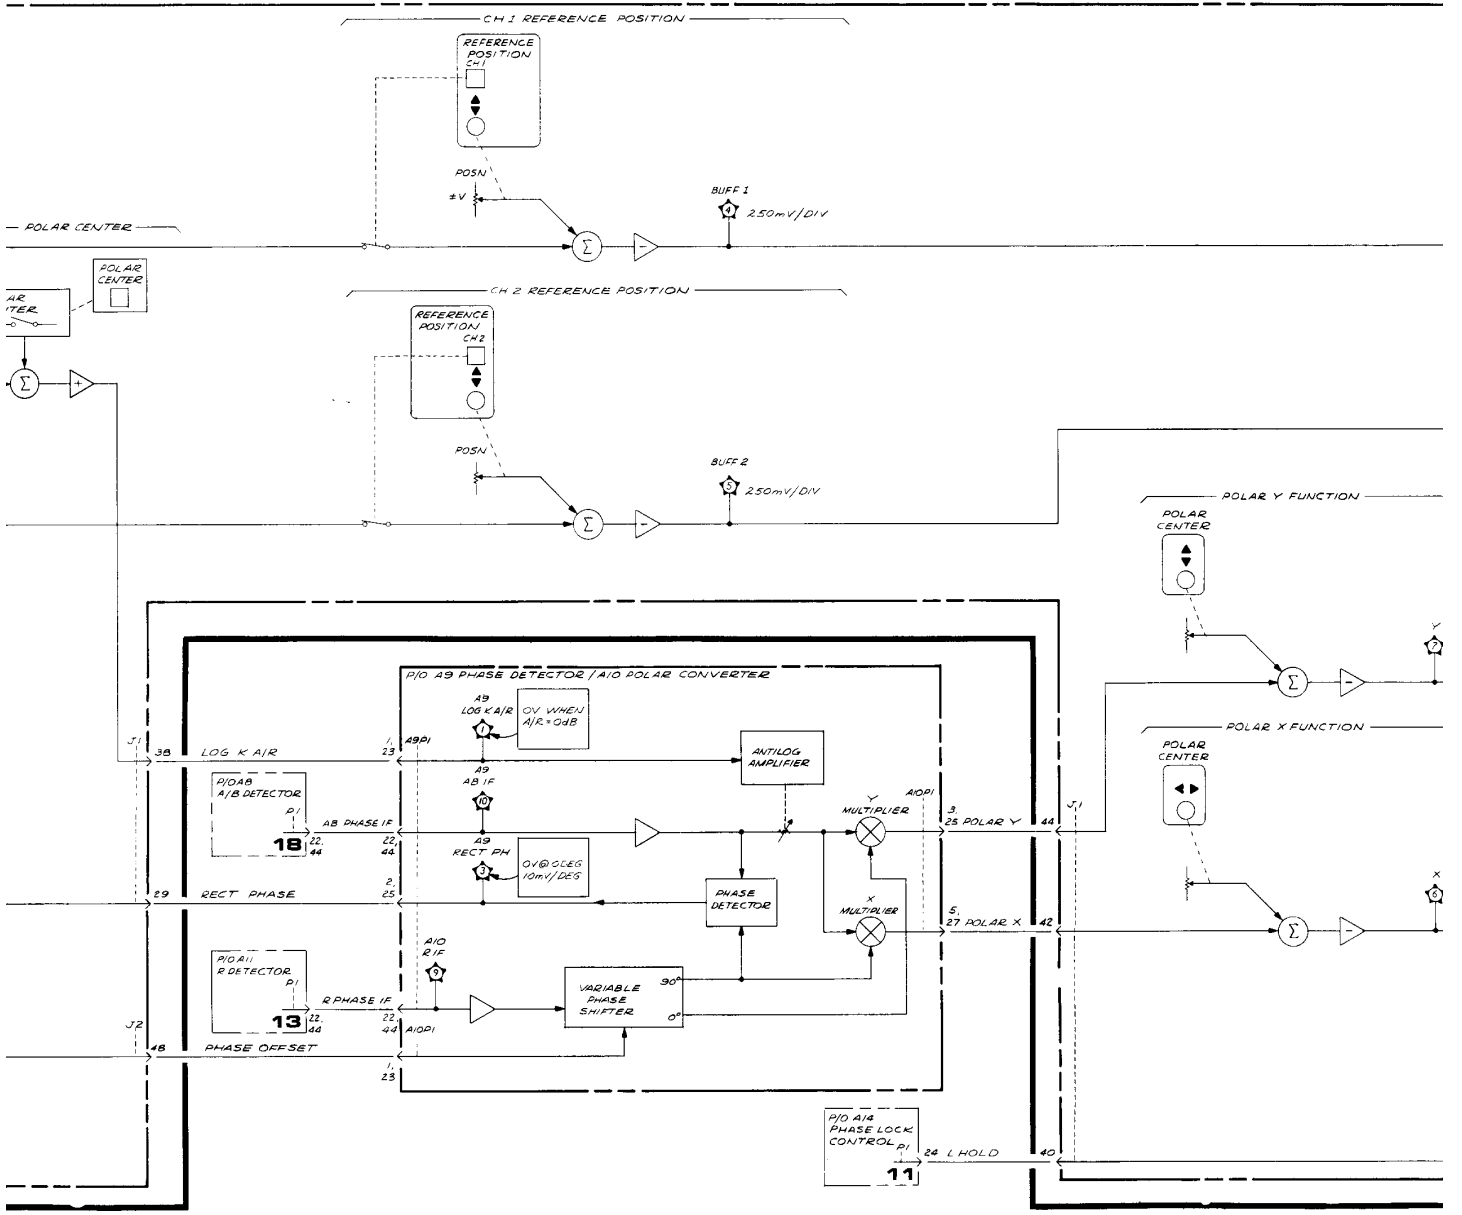 CH 1 REFERENCE POSITION
REFERENCE
POSITION
CH1
POSN
±V
BUFF 1
4
250mV/DIV
Σ
-
POLAR CENTER
POLAR
CENTER
AR
TER
Σ
+
CH 2 REFERENCE POSITION
REFERENCE
POSITION
CH2
POSN
BUFF 2
5
250mV/DIV
Σ
-
POLAR Y FUNCTION
POLAR
CENTER
Y
7
Σ
-
POLAR X FUNCTION
POLAR
CENTER
X
6
Σ
-
P/O A9 PHASE DETECTOR / A10 POLAR CONVERTER
A9
LOG K A/R
1
0V WHEN
A/R = 0dB
J1
38 LOG K A/R
1,
23
A9P1
ANTILOG
AMPLIFIER
P/O A8
A/B DETECTOR
P1
18
22,
44
AB PHASE IF
22,
44
A9
AB IF
10
Y
MULTIPLIER
A10P1
3,
25 POLAR Y 44
J1
A9
RECT PH
3
0V@0DEG
10mV/DEG
29 RECT PHASE
2,
25
PHASE
DETECTOR
X
MULTIPLIER
5,
27 POLAR X 42
P/O A11
R DETECTOR
P1
13
22,
44
R PHASE IF
22,
44 A10P1
A10
R IF
9
VARIABLE
PHASE
SHIFTER
90°
0°
J2
48 PHASE OFFSET
1,
23
P/O A14
PHASE LOCK
CONTROL
P1
11
24 L HOLD 40